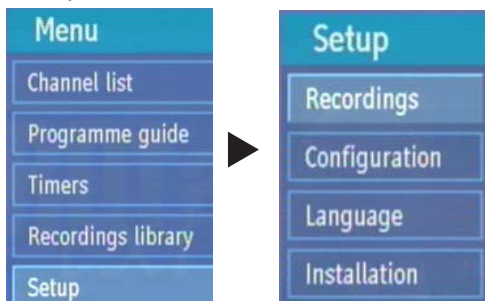 Menu
Channel list
Programme guide
Timers
Recordings library
Setup
Setup
Recordings
Configuration
Language
Installation